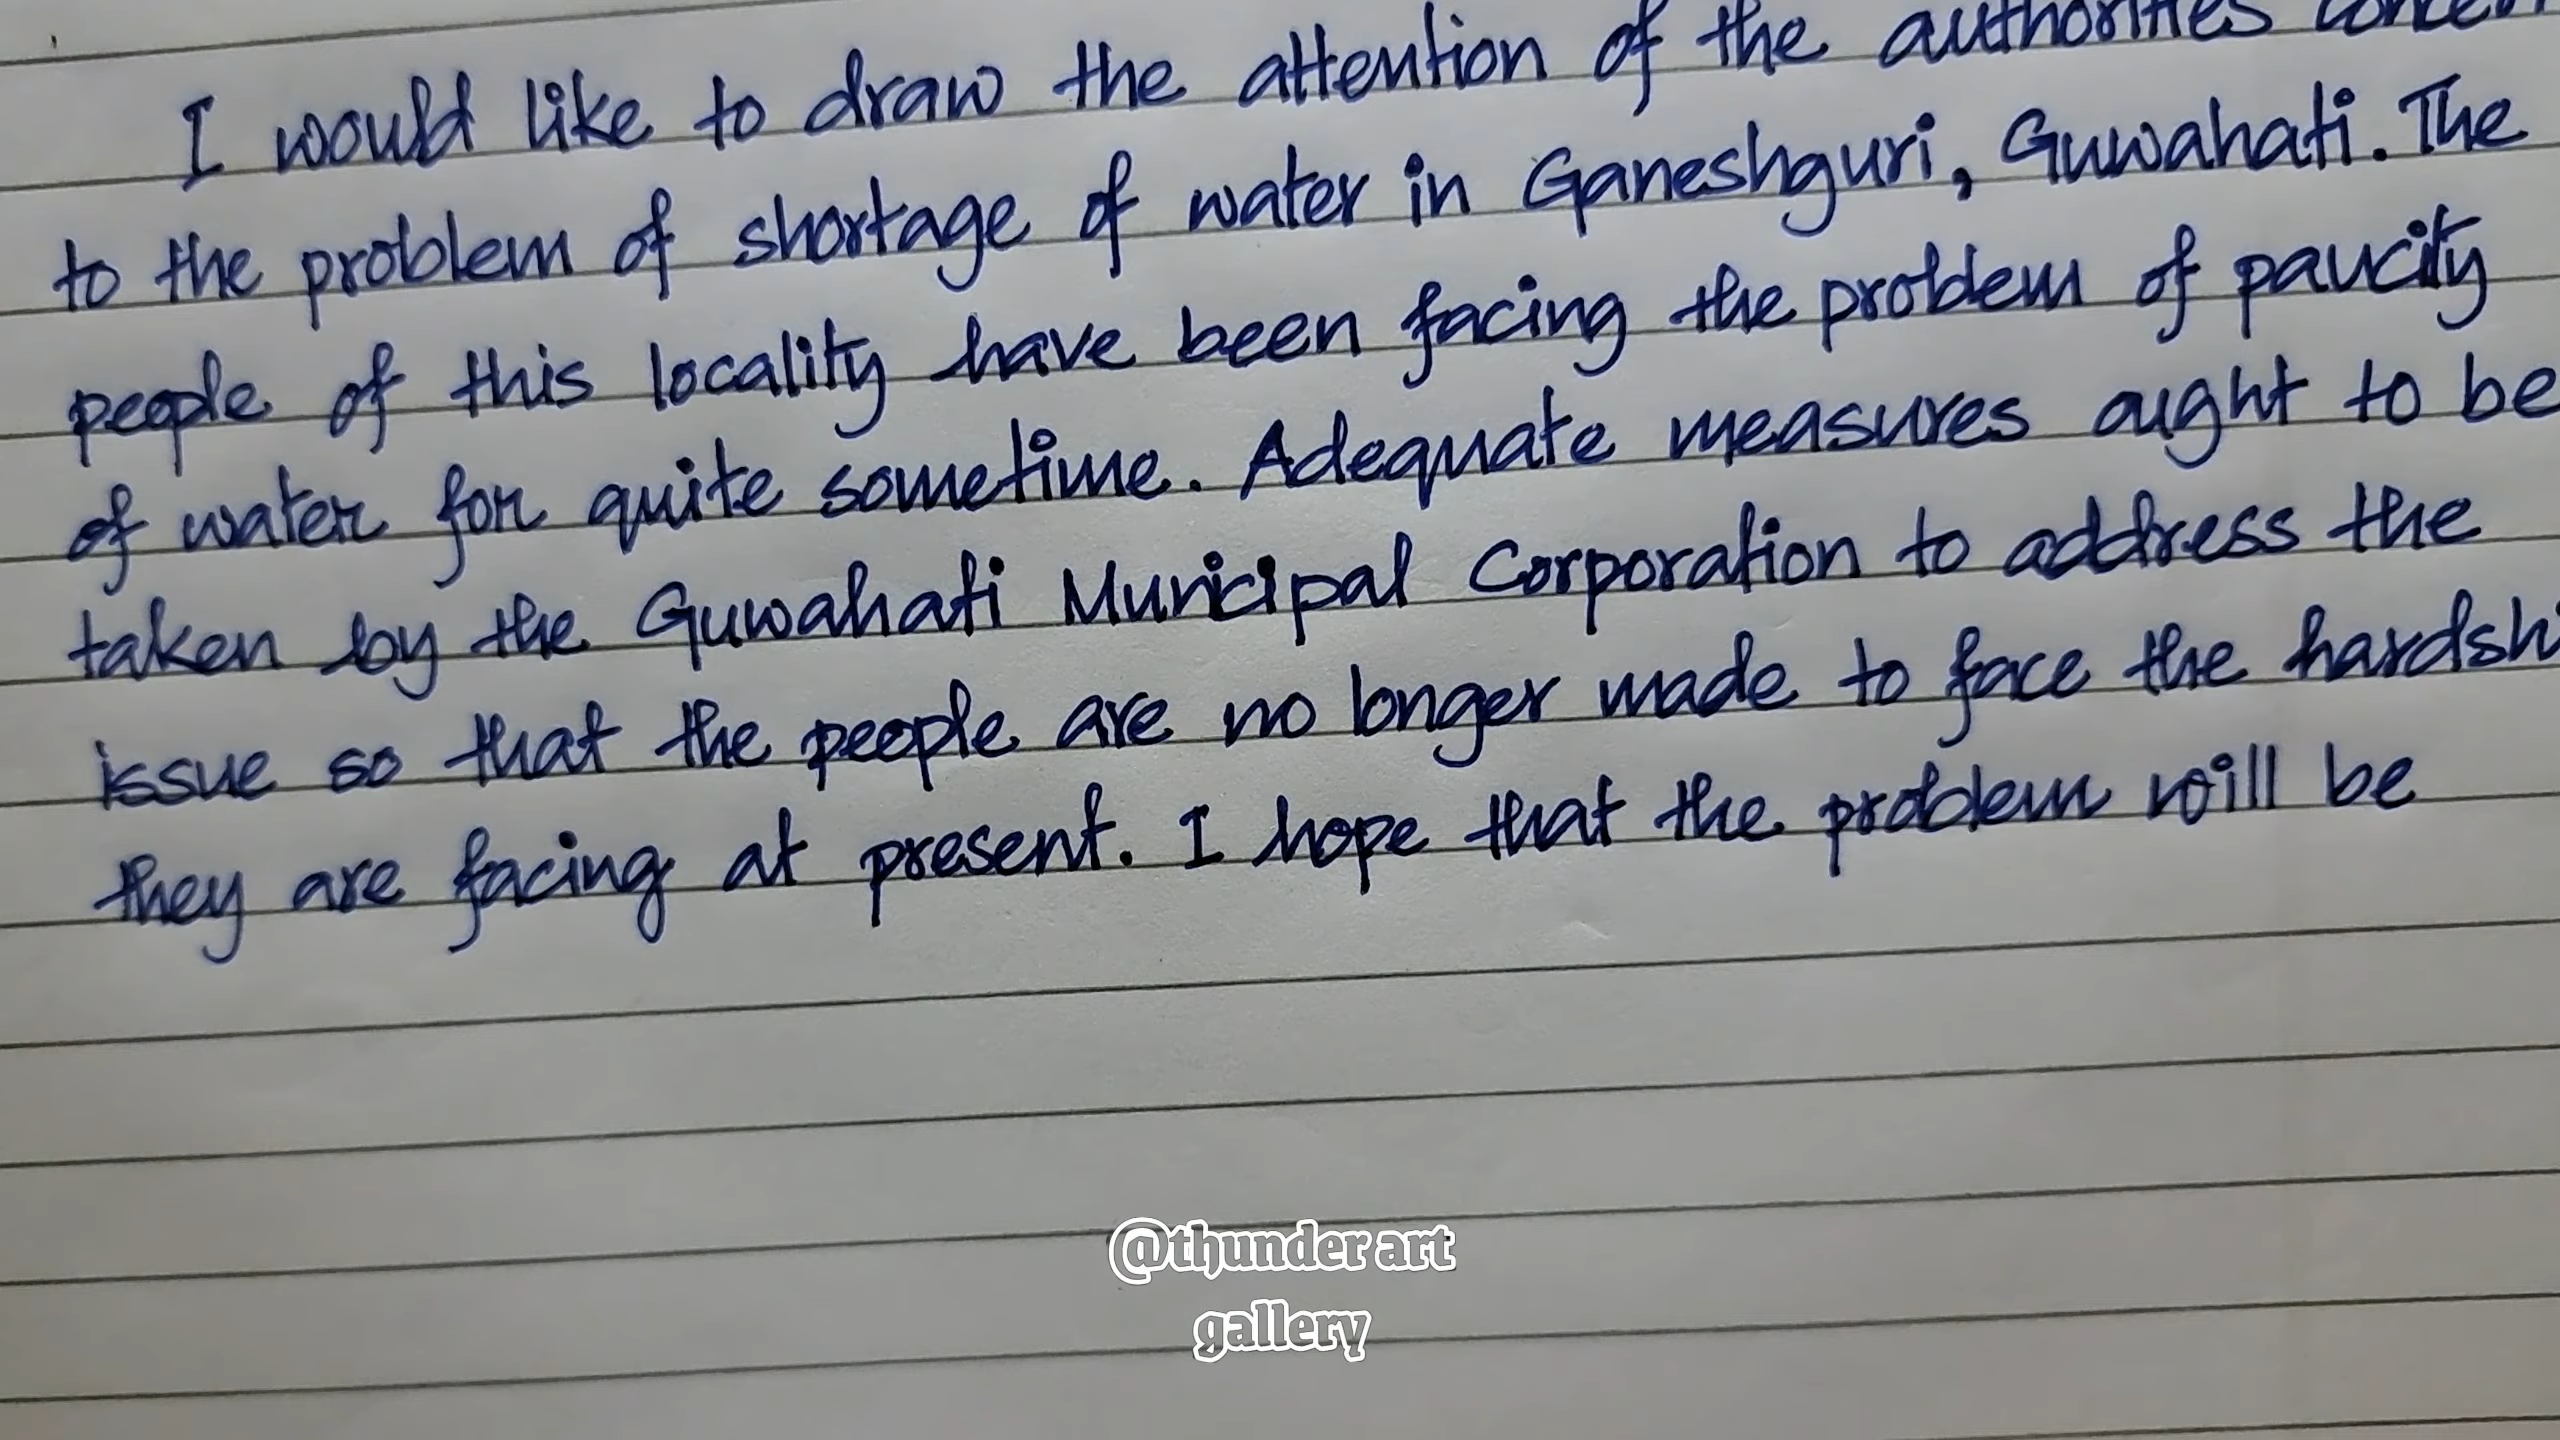 I would like to draw the attention of the authorities
to the problem of shortage of water in Ganeshguri, Guwahati. The
people of this locality have been facing the problem of paucity
of water for quite sometime. Adequate measures ought to be
taken by the Guwahati Municipal Corporation to address the
issue so that the people are no longer made to face the
they are facing at present. I hope that the problem will be
@thunder art
gallery